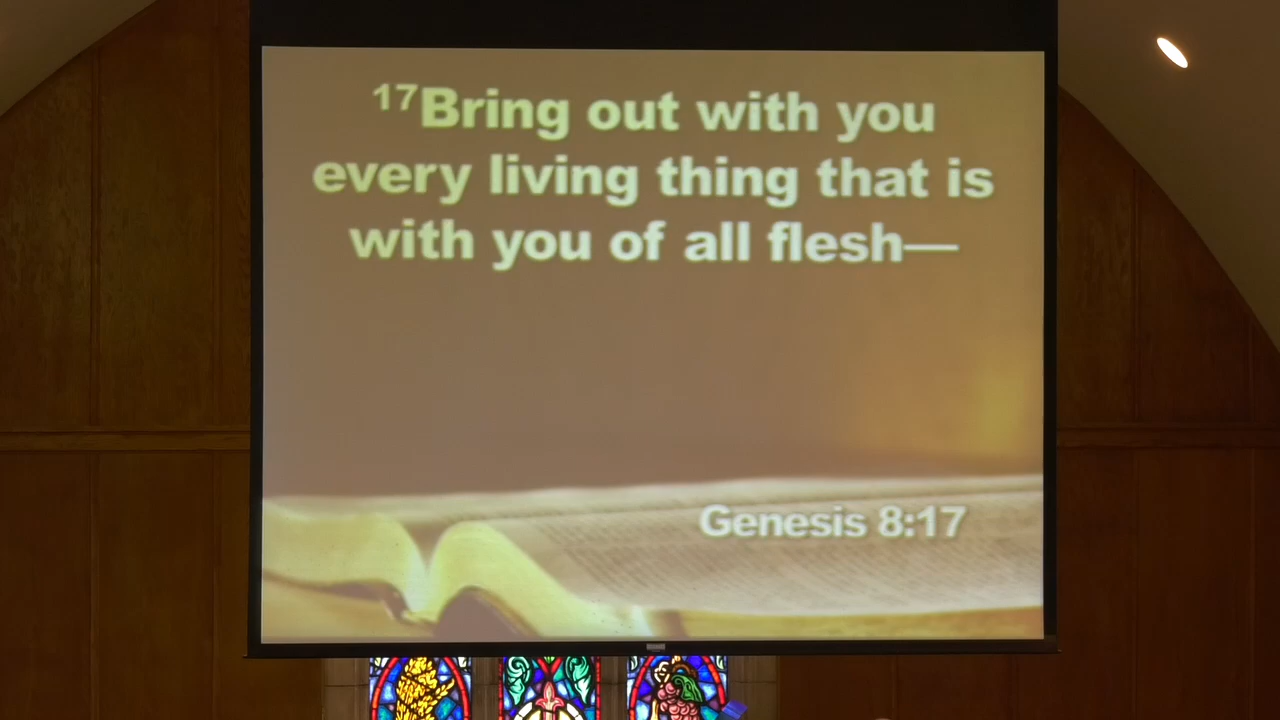 17Bring out with you
every living thing that is
with you of all flesh—
Genesis 8:17